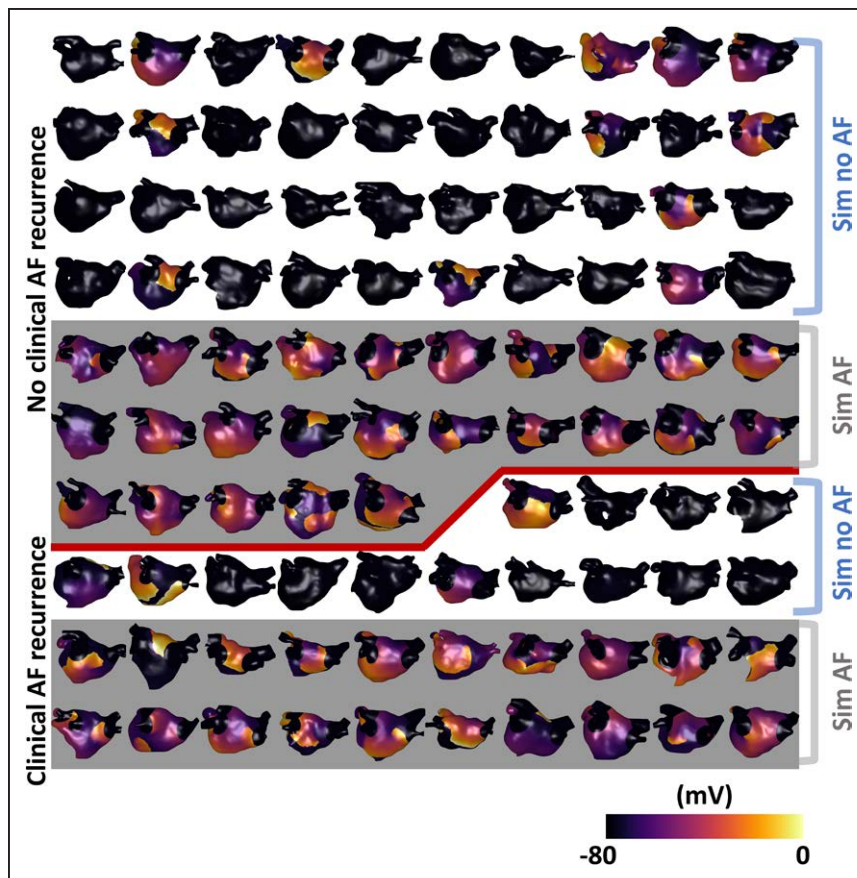 No clinical AF recurrence
Clinical AF recurrence
Sim no AF
Sim AF
Sim no AF
Sim AF
(mV)
-80 0